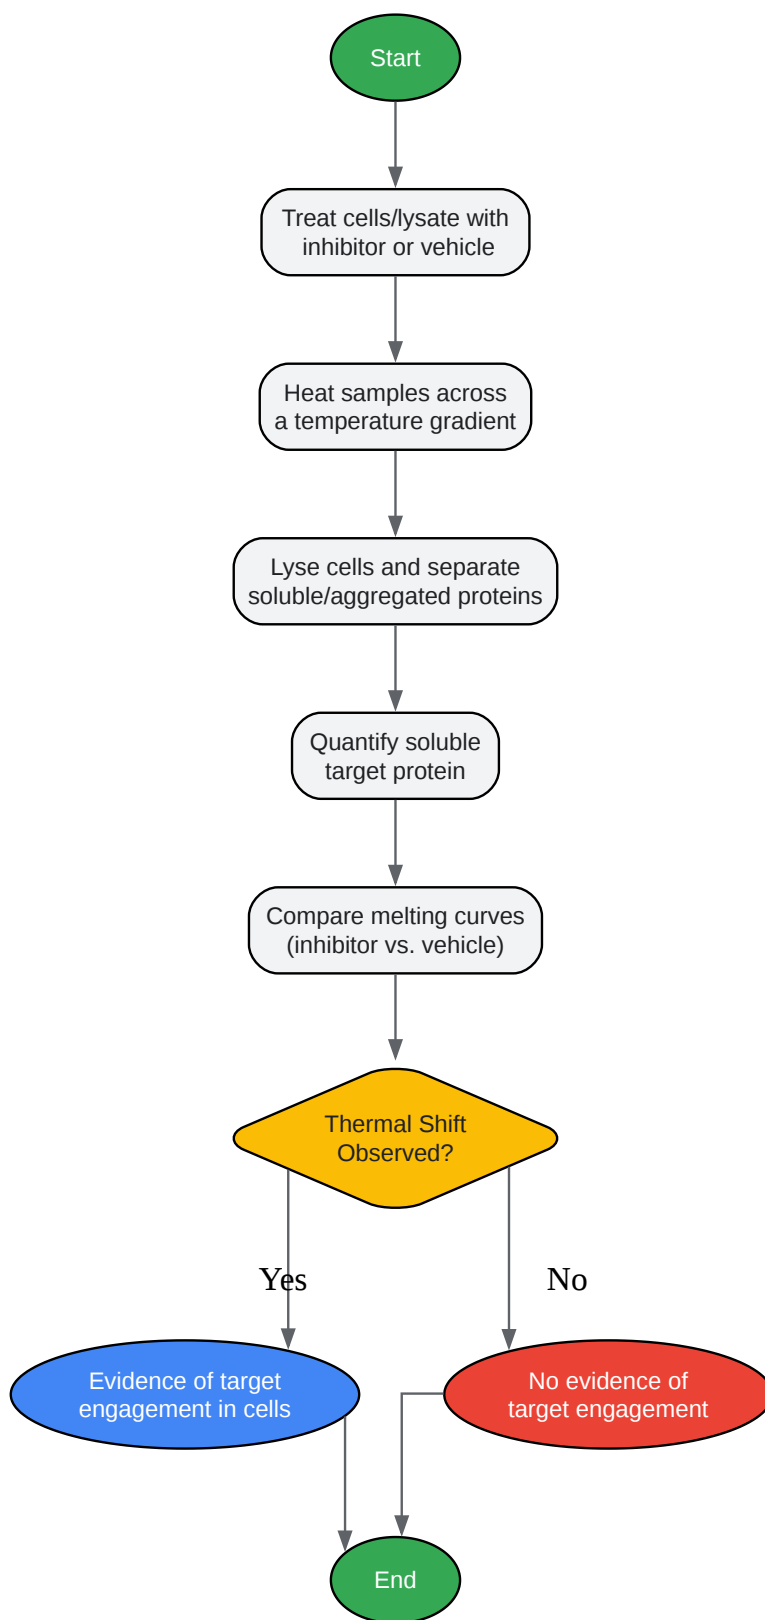 Start
Treat cells/lysate with
inhibitor or vehicle
Heat samples across
a temperature gradient
Lyse cells and separate
soluble/aggregated proteins
Quantify soluble
target protein
Compare melting curves
(inhibitor vs. vehicle)
Thermal Shift
Observed?
Yes
No
Evidence of target
engagement in cells
No evidence of
target engagement
End